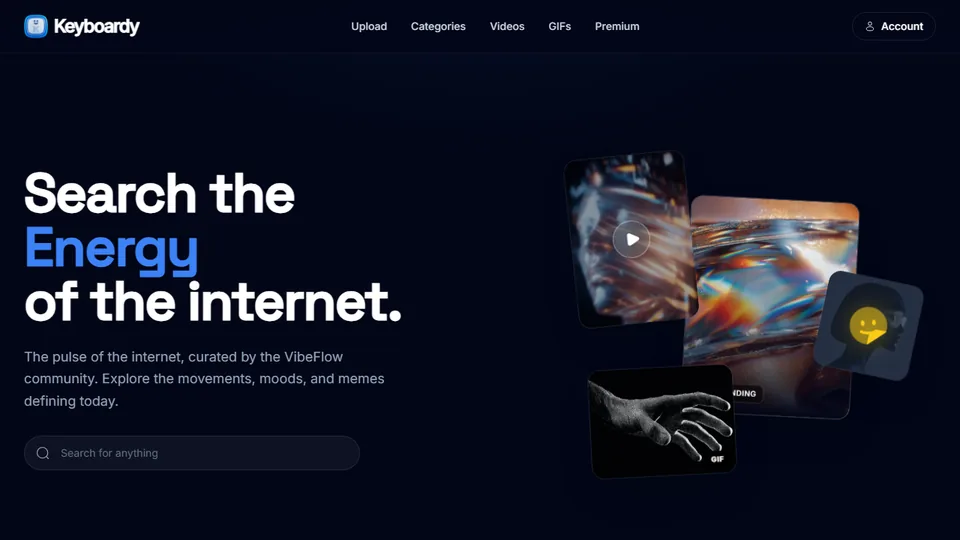 Keyboardy
Upload
Categories
Videos
GIFs
Premium
Account
Search the
Energy
of the internet.
The pulse of the internet, curated by the VibeFlow
community. Explore the movements, moods, and memes
defining today.
Search for anything
NDING
GIF